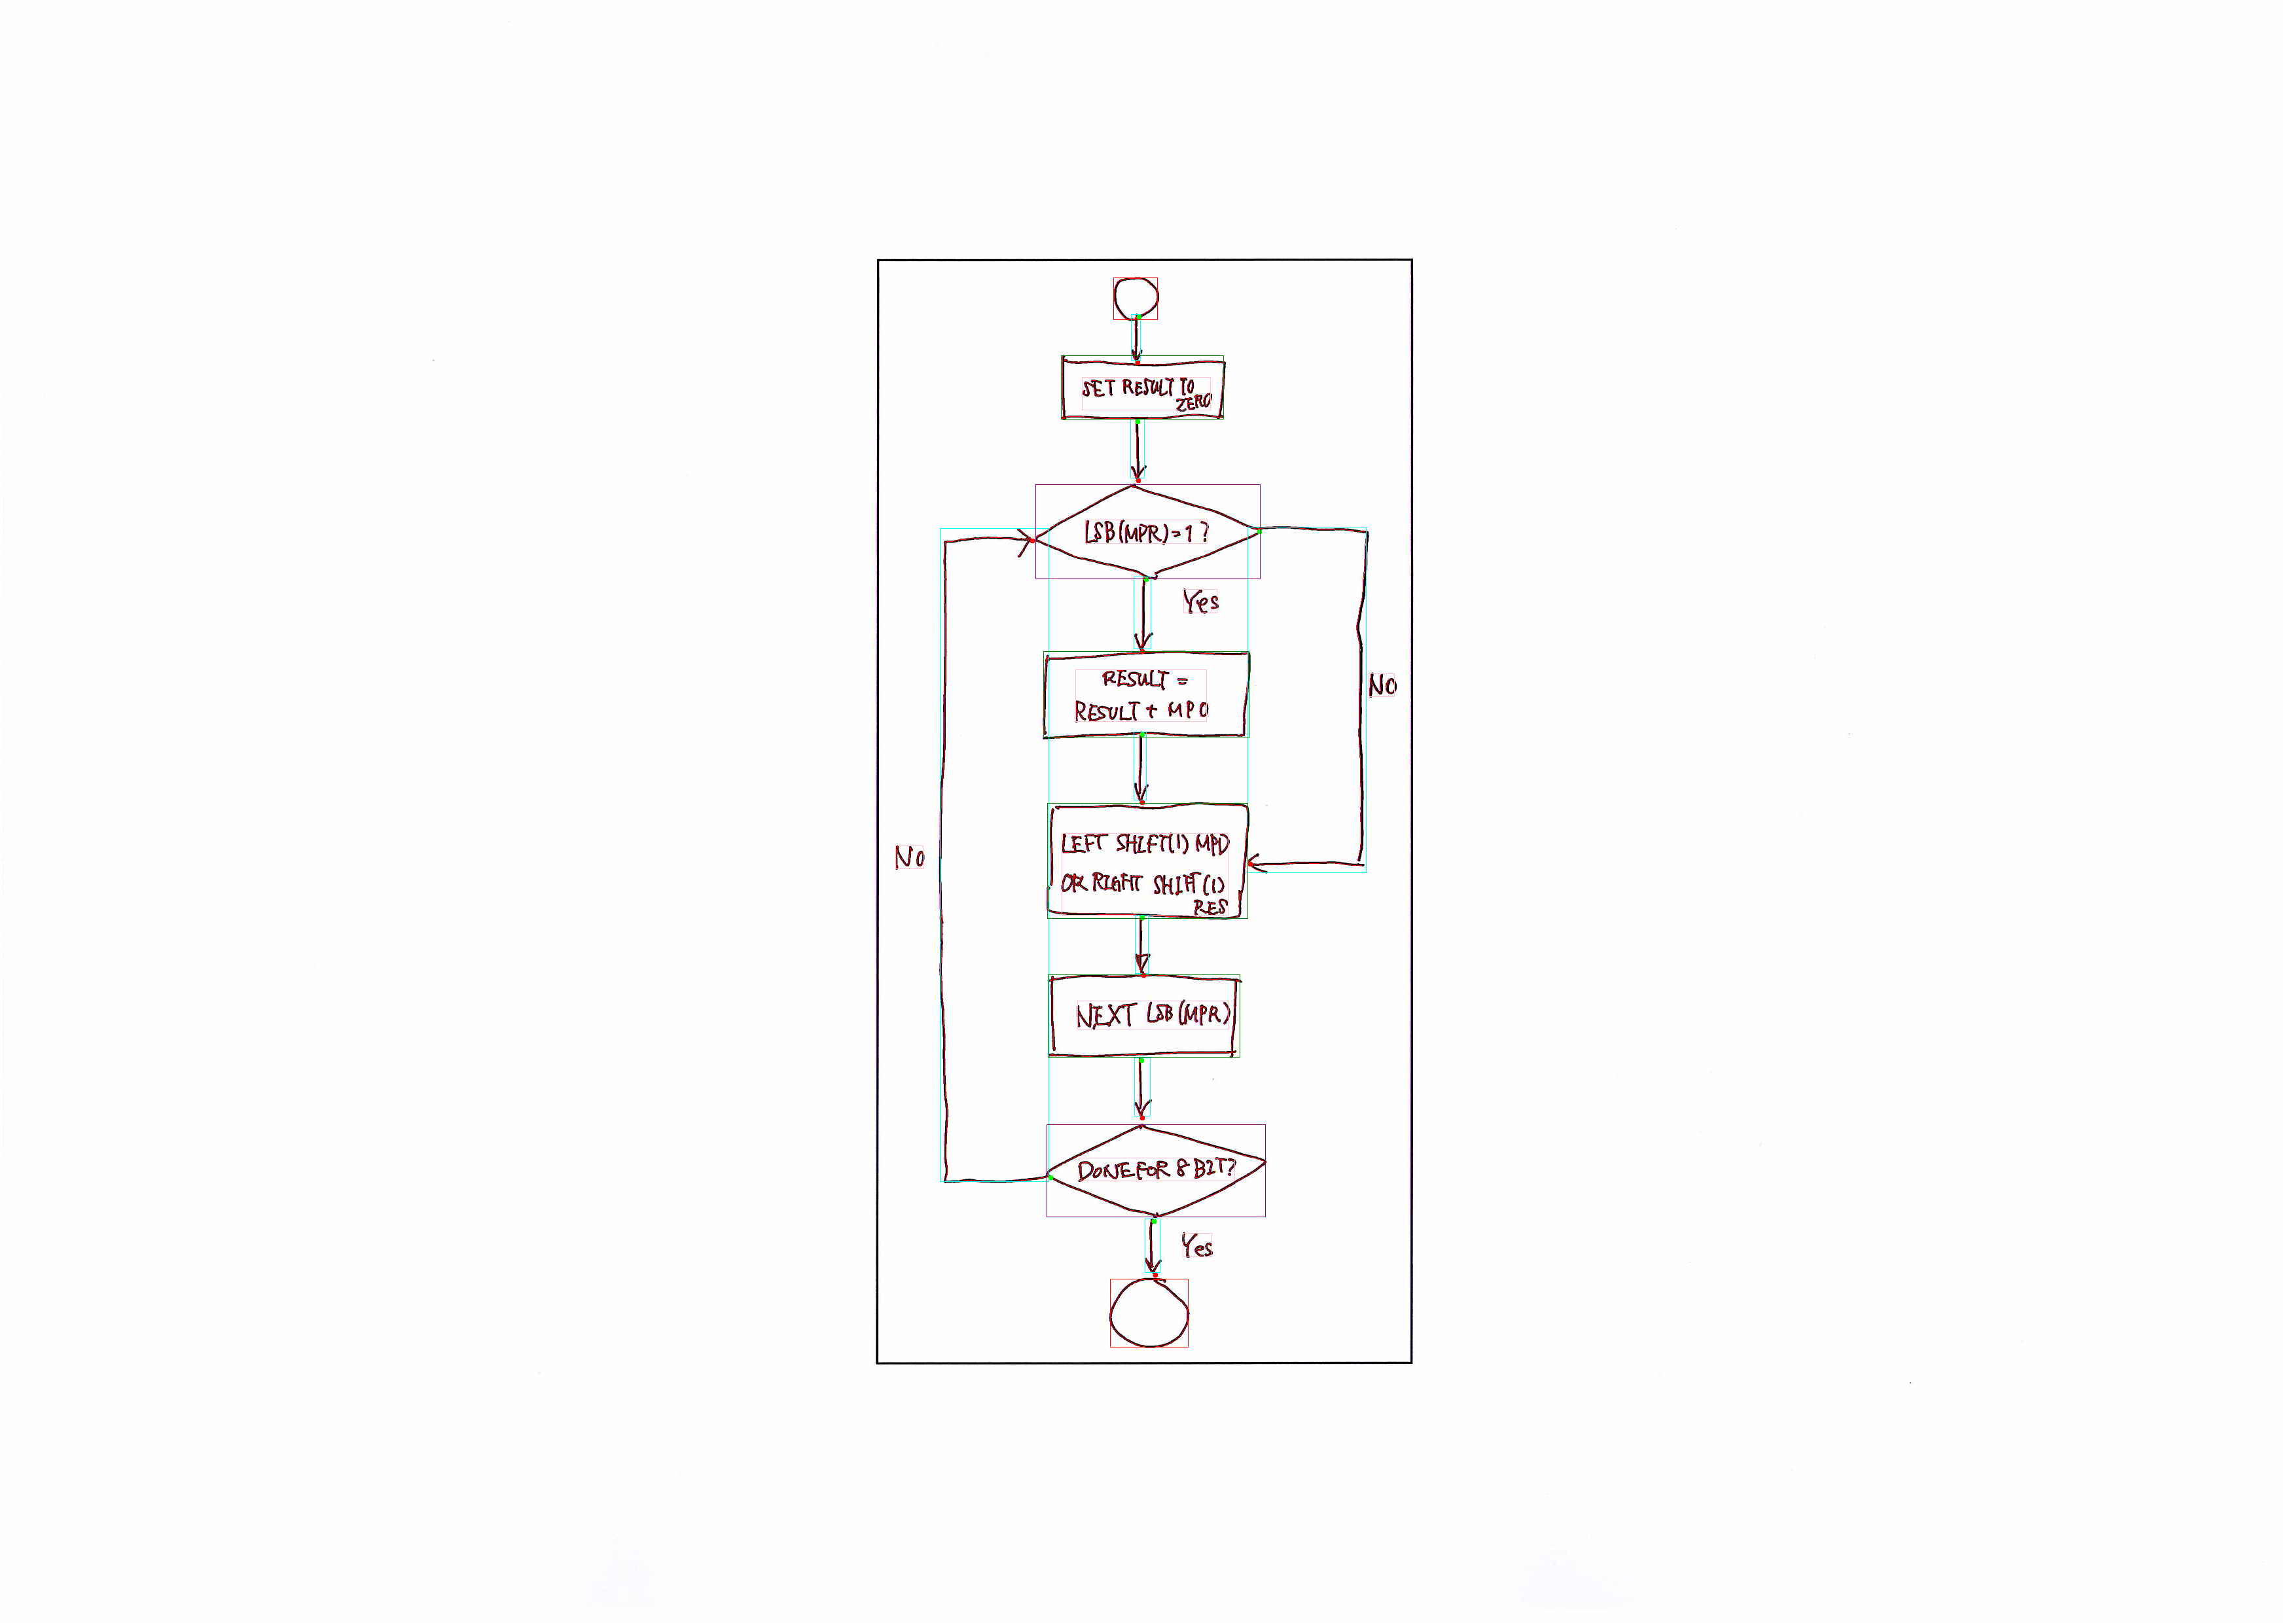 SET RESULT TO
ZERO
LSB(MPR)=1?
Yes
RESULT =
RESULT + MPO
No
LEFT SHIFT(1) MPD
OR RIGHT SHIFT(1)
RES
No
NEXT LSB(MPR)
DONE FOR 8 BIT?
Yes